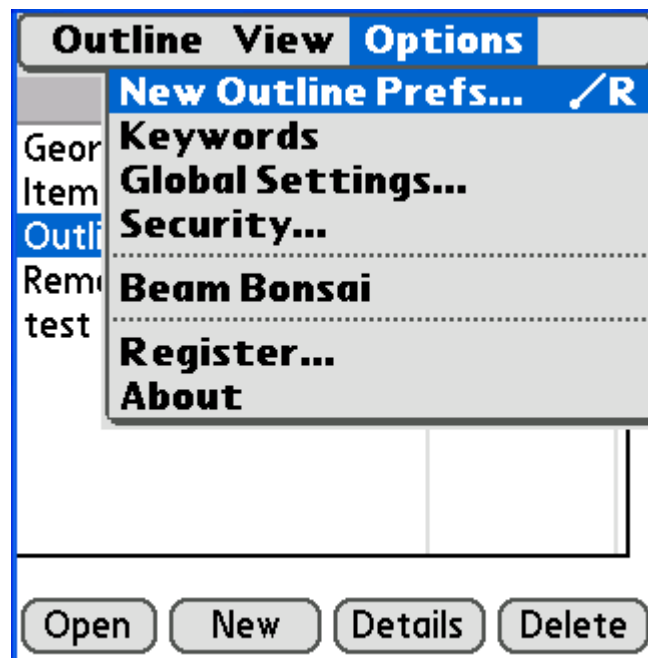 Outline View Options
New Outline Prefs... /R
Keywords
Global Settings...
Security...
Beam Bonsai
Register...
About
Geor
Item
Outli
Remo
test
Open New Details Delete